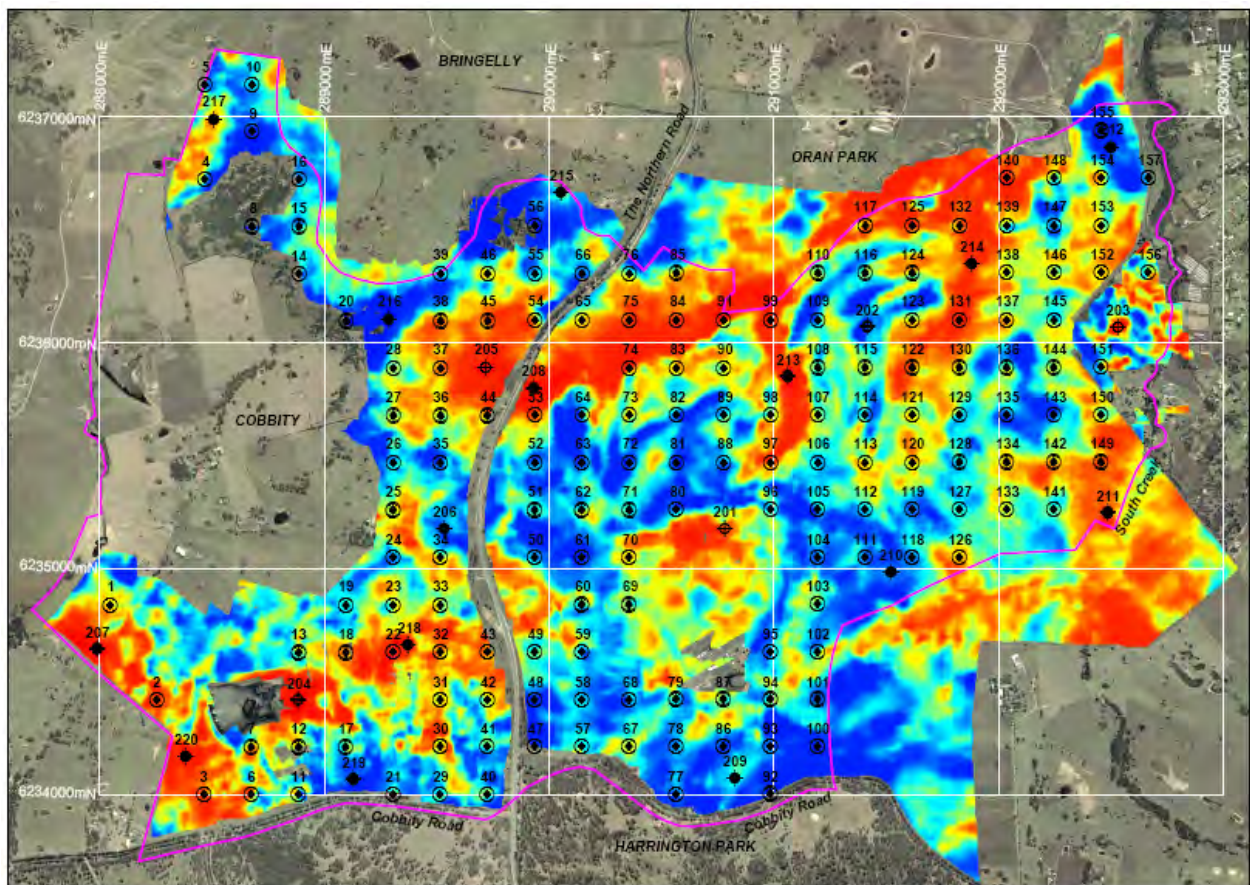 288000mE
289000mE
290000mE
291000mE
292000mE
293000mE
BRINGELLY
The Northern Road
ORAN PARK
5 10
217
9
6237000mN
155
212
4 16
140 148 154 157
215
8 15
56
117 125 132 139 147 153
14
39 46 55 66 76 85
110 116 124 214 138 146 152 156
20 216 38 45 54 65 75 84 91 99 109 202 123 131 137 145 203
6236000mN
28 37 205 208 74 83 90 213 108 115 122 130 136 144 151
COBBITY
27 36 44 53 64 73 82 89 98 107 114 121 129 135 143 150
26 35 52 63 72 81 88 97 106 113 120 128 134 142 149
25 206 51 62 71 80 201 96 105 112 119 127 133 141 211
South Creek
24 34 50 61 70 104 111 118 126
210
6235000mN
1 19 23 33 60 69 103
207 13 18 22 218 32 43 49 59 95 102
2 204 31 42 48 58 68 79 87 94 101
220 7 12 17 30 41 47 57 67 78 86 93 100
219 209
3 6 11 21 29 40 77 92
6234000mN
Cobbity Road
Cobbity Road
HARRINGTON PARK